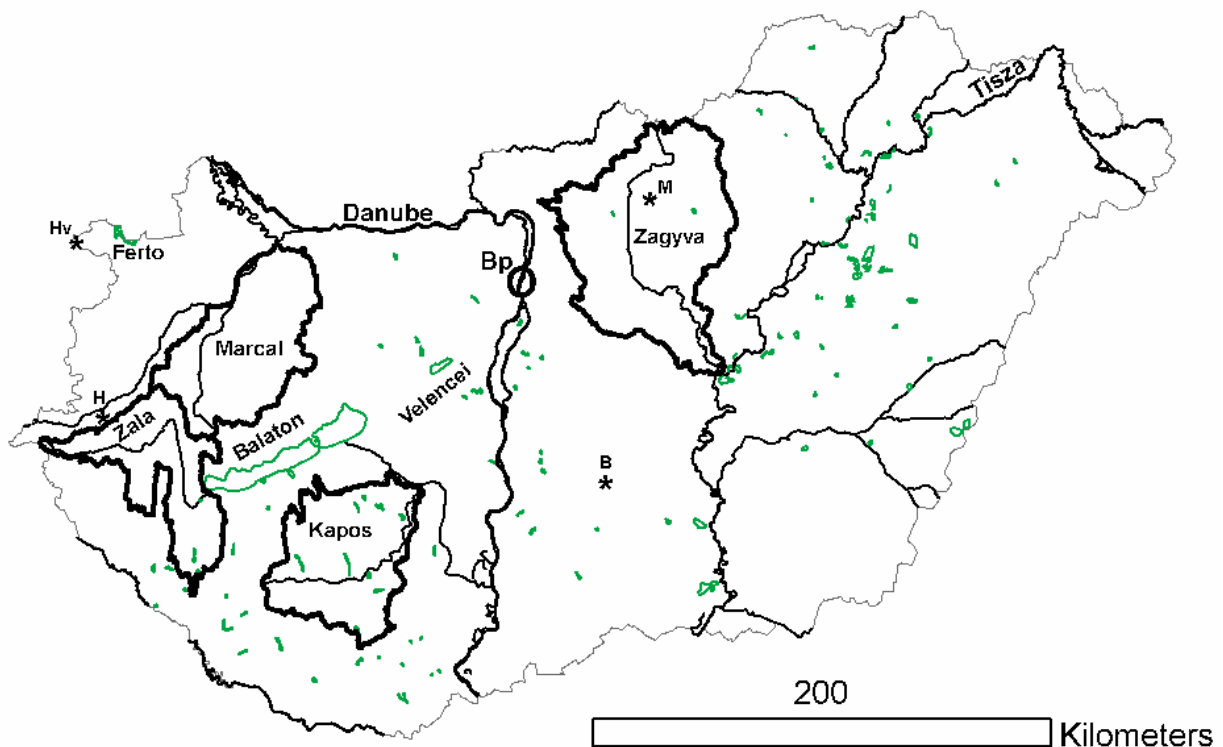 Tisza
M
Zagyva
Danube
Hv
Ferto
Bp
Marcal
H
Zala
Balaton
Velencei
B
Kapos
200
Kilometers